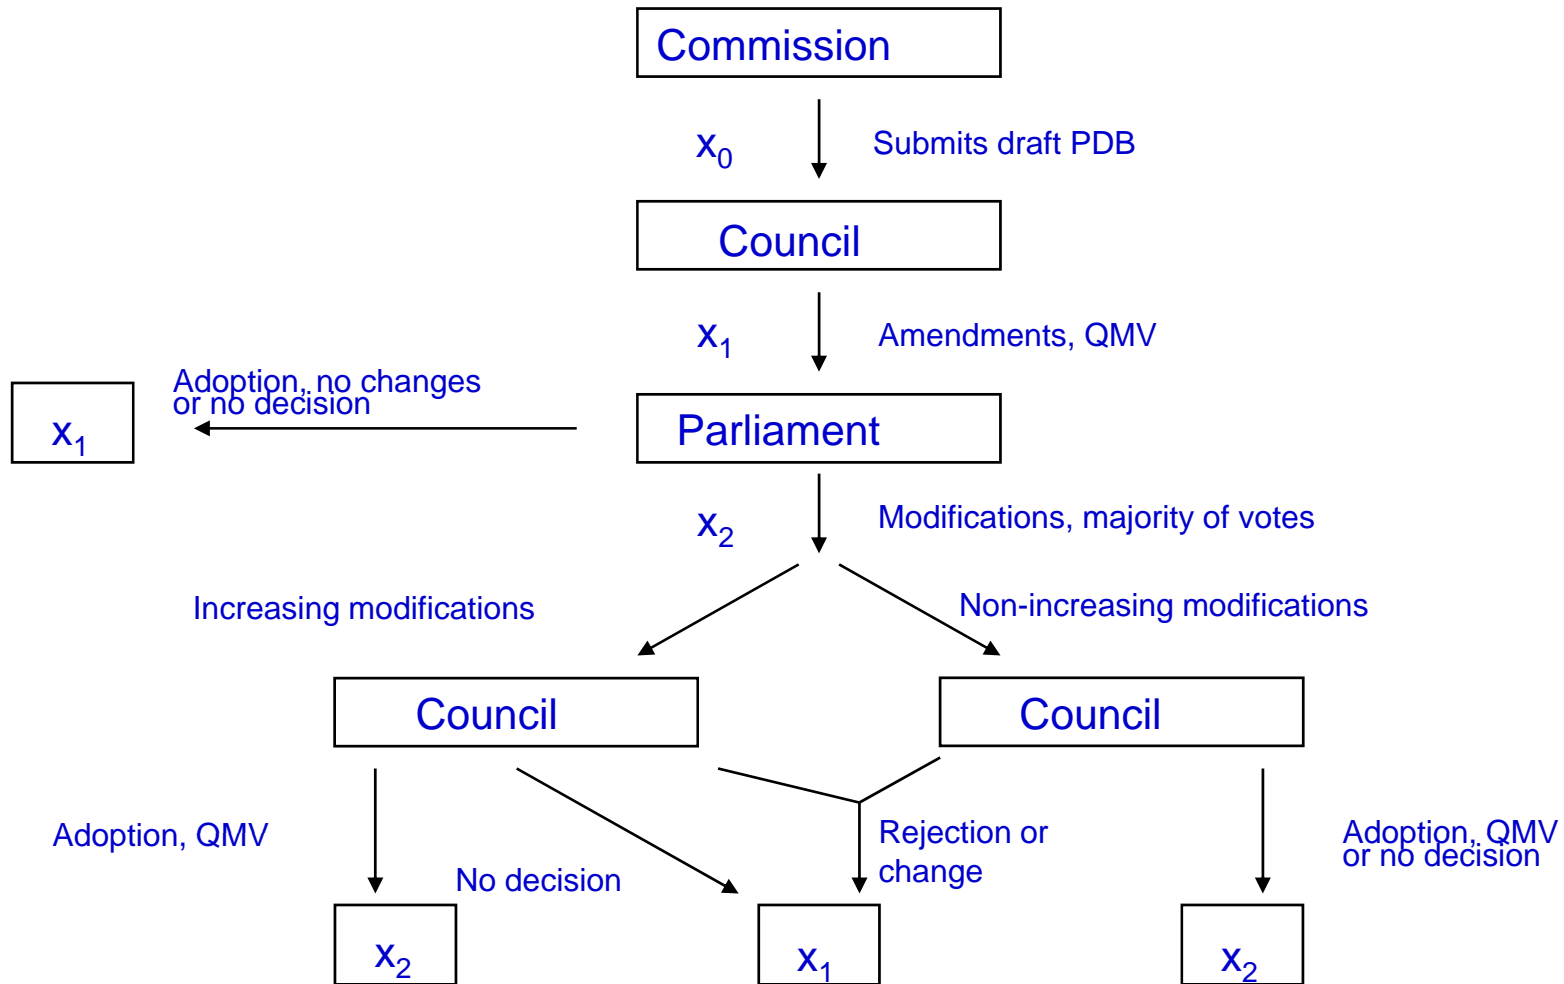 Commission
x₀
Submits draft PDB
Council
x₁
Amendments, QMV
Adoption, no changes
or no decision
x₁
Parliament
x₂
Modifications, majority of votes
Increasing modifications
Non-increasing modifications
Council
Council
Adoption, QMV
No decision
Rejection or
change
Adoption, QMV
or no decision
x₂
x₁
x₂